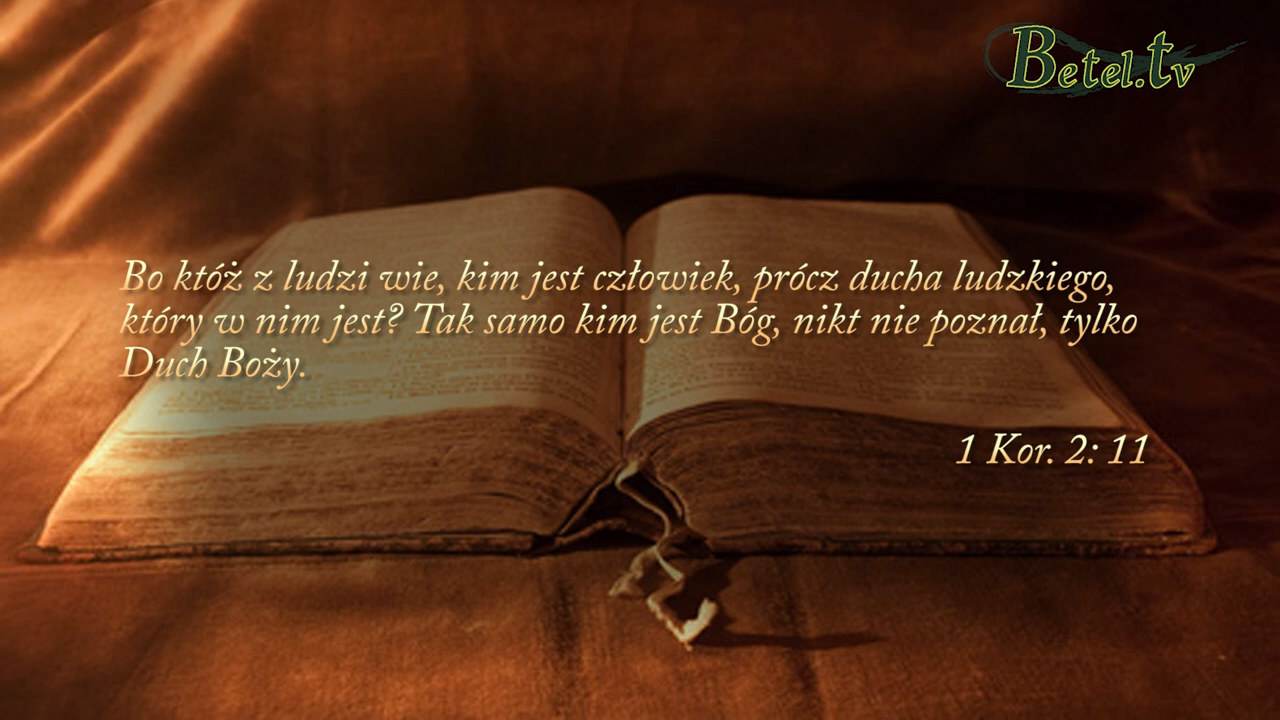 Betel.tv
Bo któż z ludzi wie, kim jest człowiek, prócz ducha ludzkiego,
który w nim jest? Tak samo kim jest Bóg, nikt nie poznał, tylko
Duch Boży.
1 Kor. 2: 11